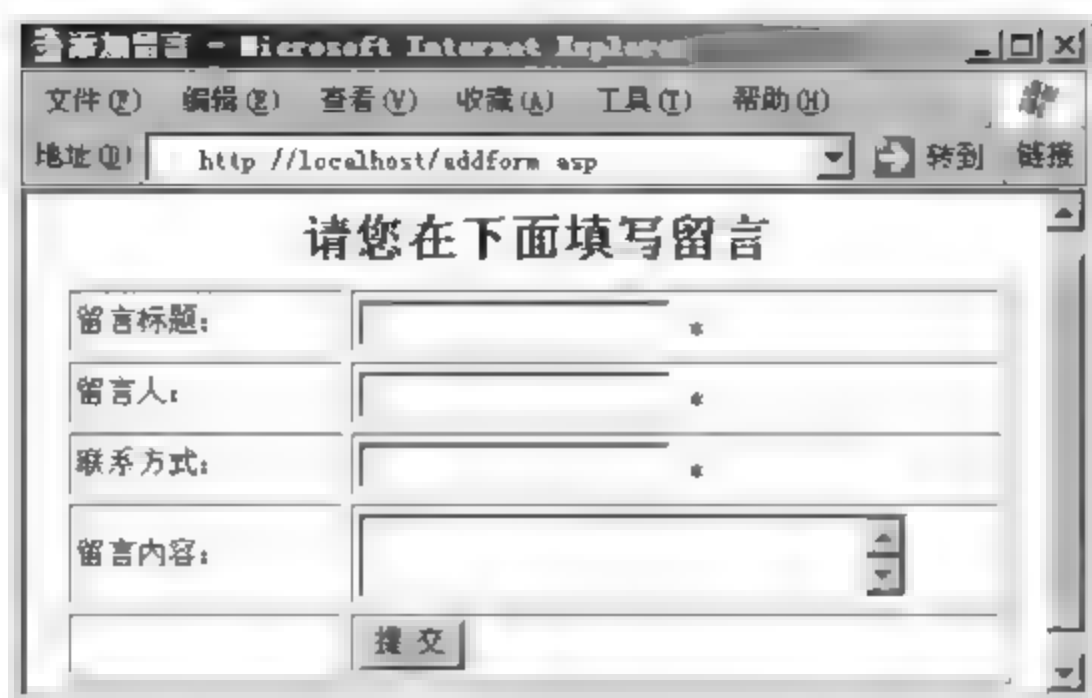 添加留言 - Microsoft Internet Explorer
文件(F) 编辑(E) 查看(V) 收藏(A) 工具(T) 帮助(H)
地址(D) http //localhost/addform asp 转到 链接
请您在下面填写留言
留言标题: *
留言人: *
联系方式: *
留言内容:
提 交